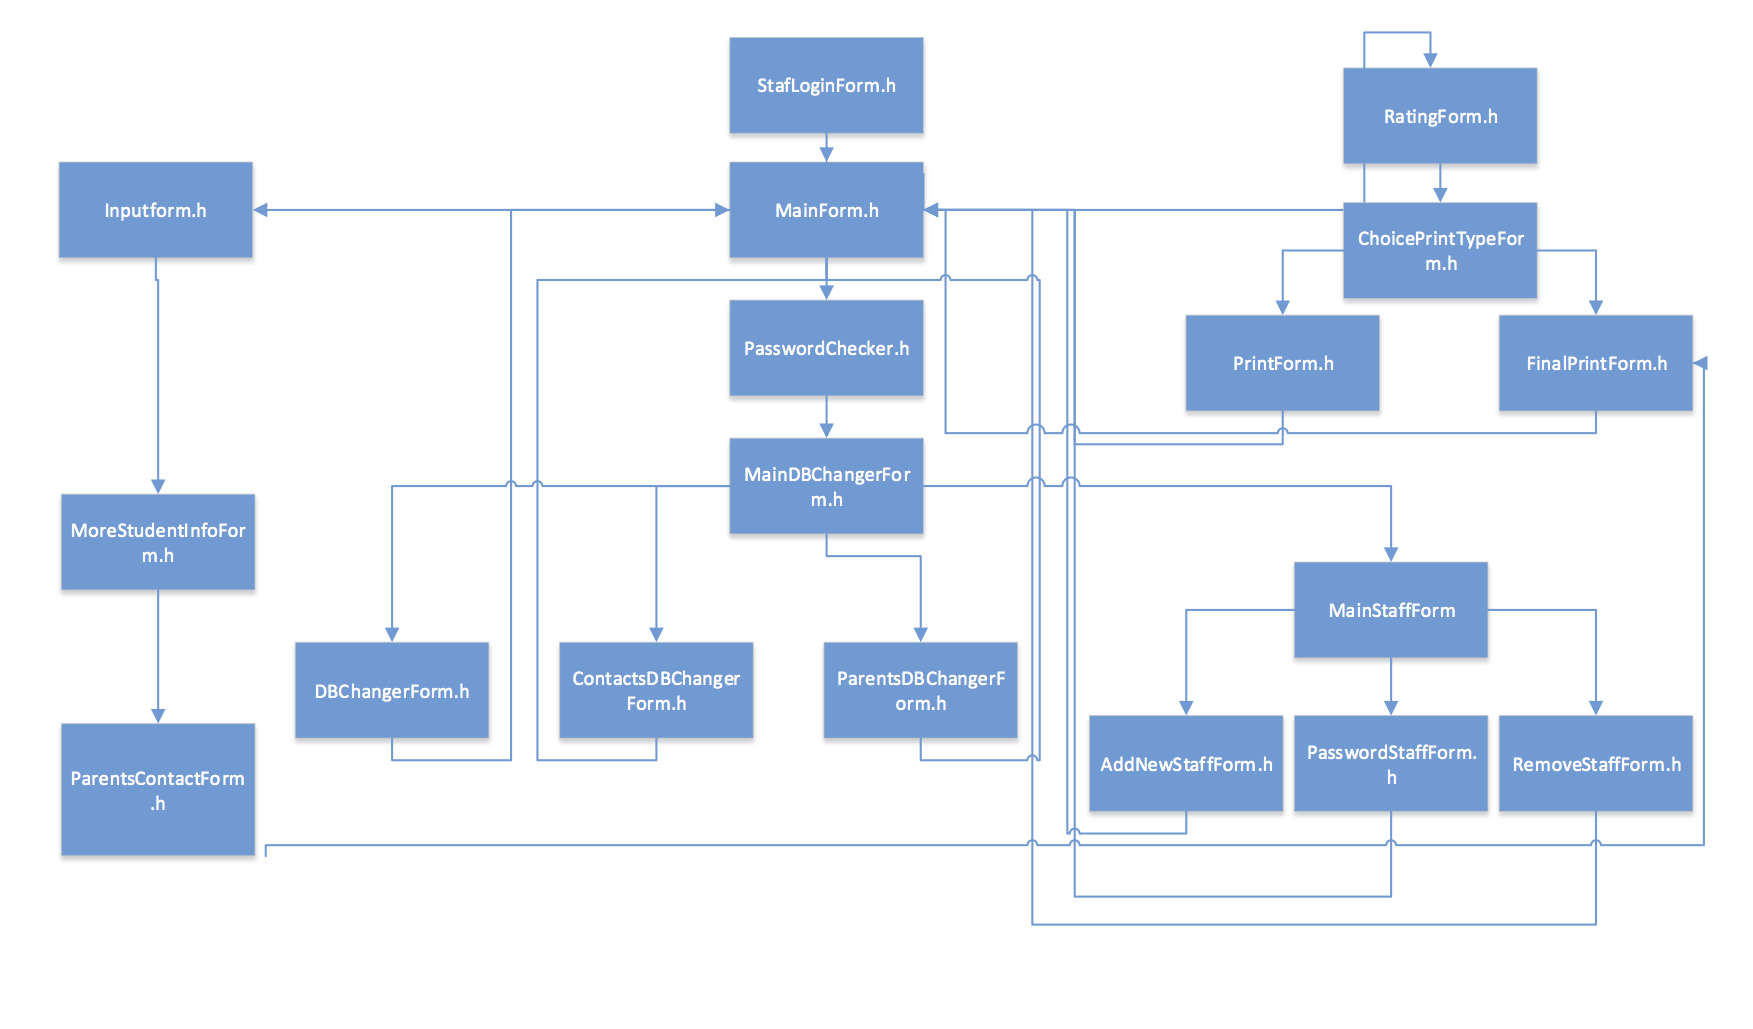 StafLoginForm.h
RatingForm.h
Inputform.h
MainForm.h
ChoicePrintTypeFor
m.h
PasswordChecker.h
PrintForm.h
FinalPrintForm.h
MainDBChangerFor
m.h
MoreStudentInfoFor
m.h
MainStaffForm
DBChangerForm.h
ContactsDBChanger
Form.h
ParentsDBChangerF
orm.h
ParentsContactForm
.h
AddNewStaffForm.h
PasswordStaffForm.
h
RemoveStaffForm.h